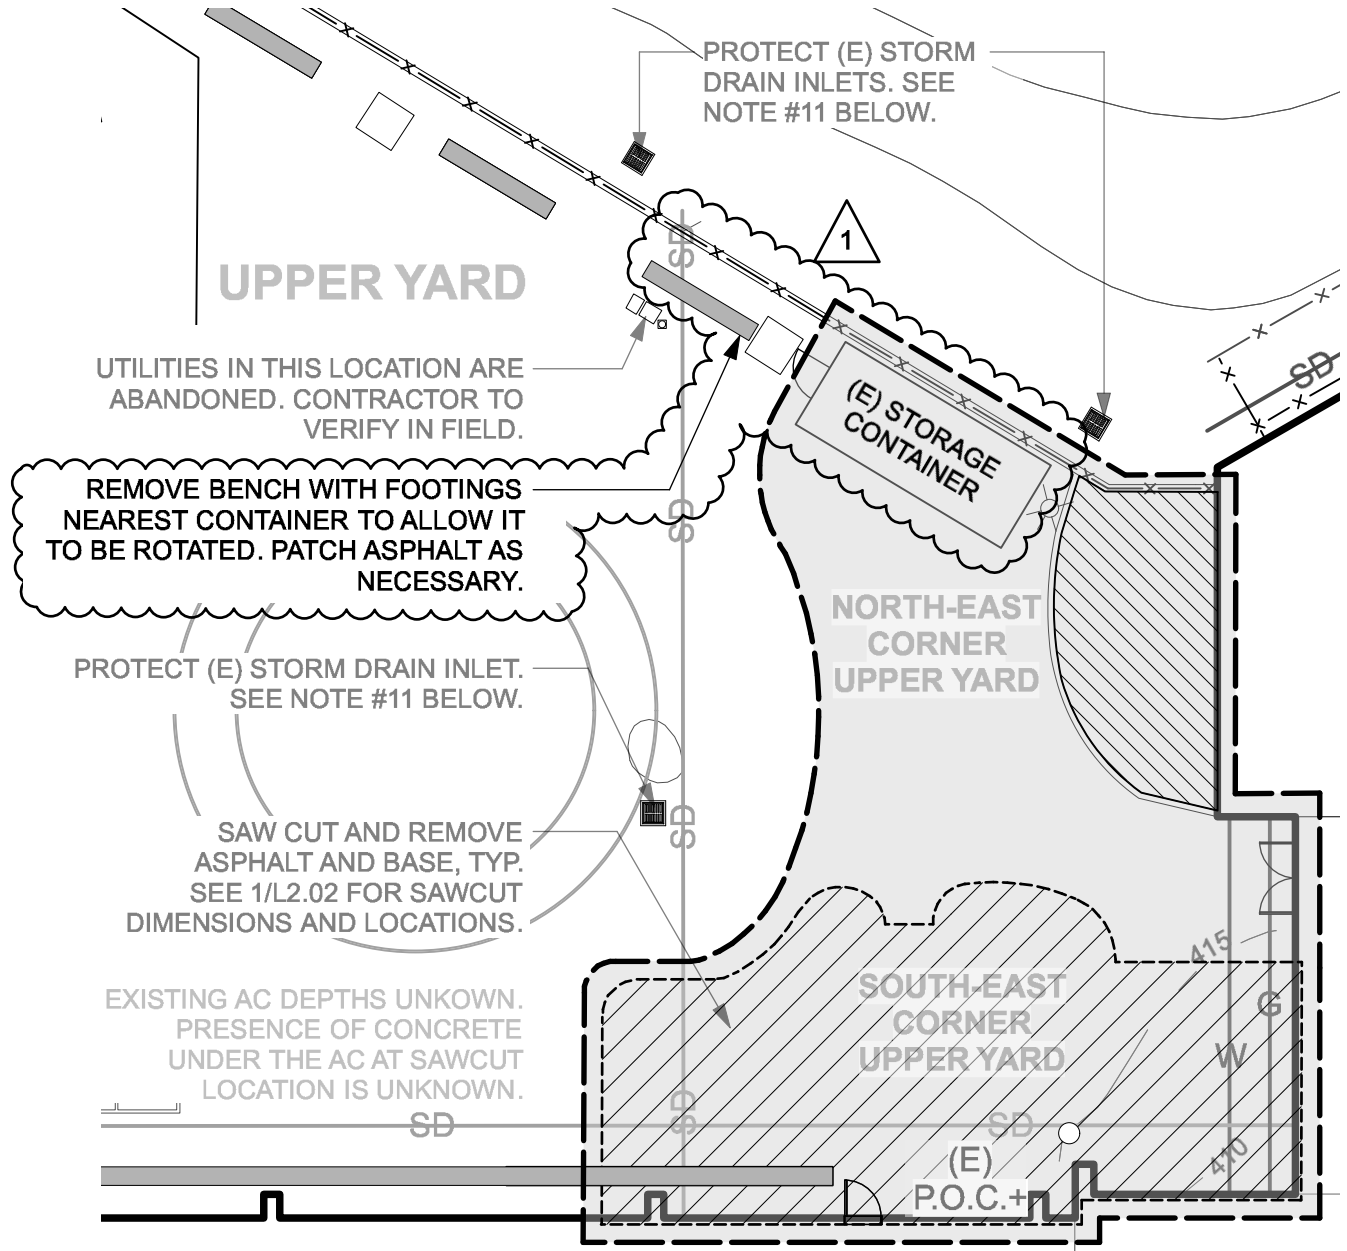 PROTECT (E) STORM
DRAIN INLETS. SEE
NOTE #11 BELOW.
1
SD
UPPER YARD
UTILITIES IN THIS LOCATION ARE
ABANDONED. CONTRACTOR TO
VERIFY IN FIELD.
SD
(E) STORAGE
CONTAINER
REMOVE BENCH WITH FOOTINGS
NEAREST CONTAINER TO ALLOW IT
TO BE ROTATED. PATCH ASPHALT AS
NECESSARY.
SD
NORTH-EAST
CORNER
UPPER YARD
PROTECT (E) STORM DRAIN INLET.
SEE NOTE #11 BELOW.
SAW CUT AND REMOVE
ASPHALT AND BASE, TYP.
SEE 1/L2.02 FOR SAWCUT
DIMENSIONS AND LOCATIONS.
SD
415
EXISTING AC DEPTHS UNKOWN.
PRESENCE OF CONCRETE
UNDER THE AC AT SAWCUT
LOCATION IS UNKNOWN.
SOUTH-EAST
CORNER
UPPER YARD
G
W
SD
SD
SD
410
(E)
P.O.C.+